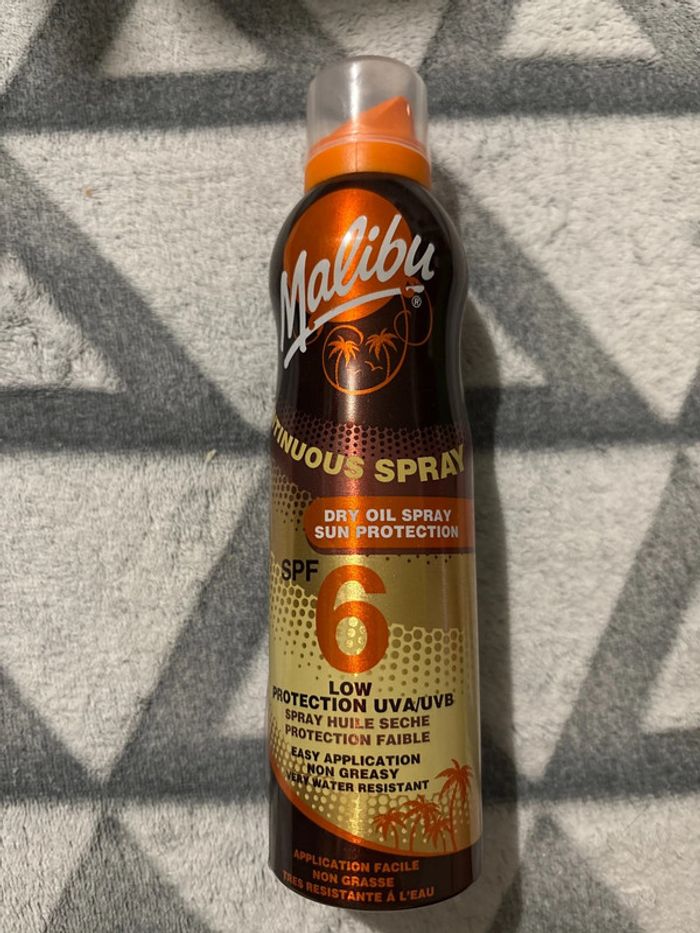 Malibu
®
TINUOUS SPRAY
DRY OIL SPRAY
SUN PROTECTION
SPF
6
LOW
PROTECTION UVA/UVB
SPRAY HUILE SECHE
PROTECTION FAIBLE
EASY APPLICATION
NON GREASY
VERY WATER RESISTANT
APPLICATION FACILE
NON GRASSE
TRES RESISTANTE À L'EAU